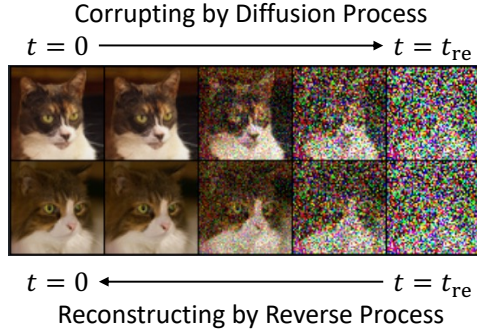 Corrupting by Diffusion Process
t = 0 t = t_re
t = 0 t = t_re
Reconstructing by Reverse Process